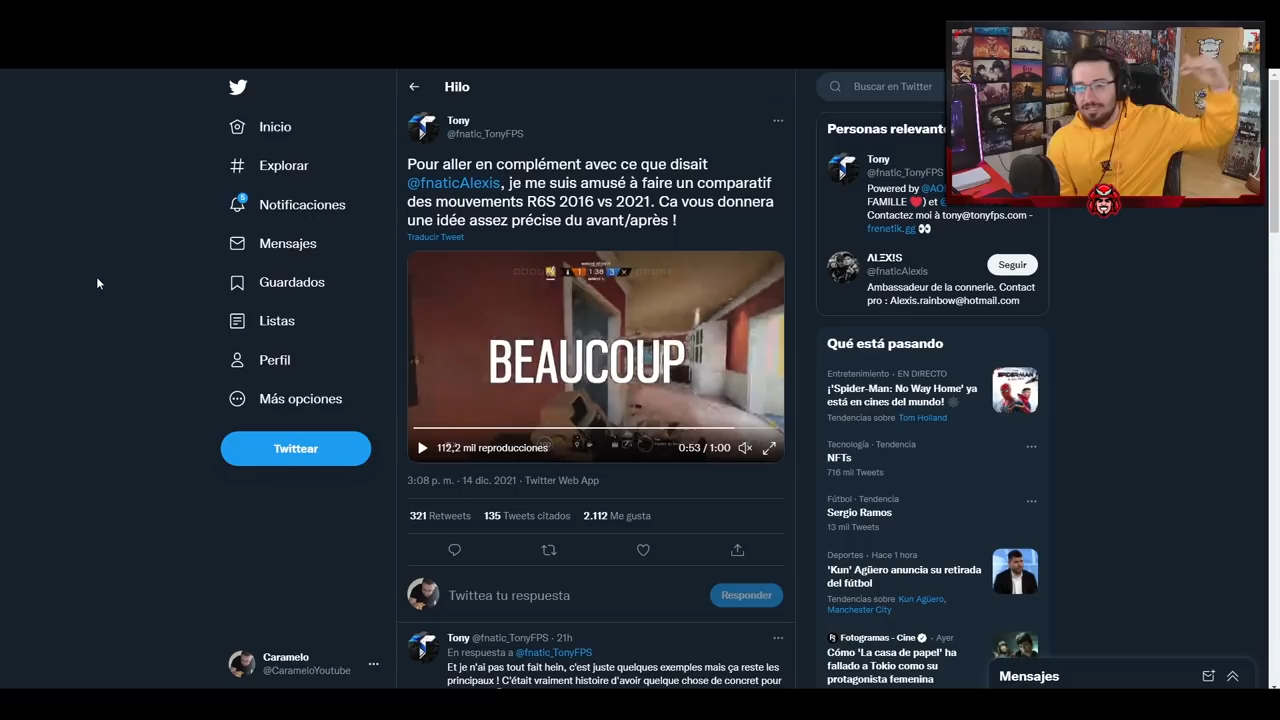 Inicio
Explorar
5
Notificaciones
Mensajes
Guardados
Listas
Perfil
Más opciones
Twittear
Caramelo
@CarameloYoutube
Hilo
Tony
@fnatic_TonyFPS
Pour aller en complément avec ce que disait
@fnaticAlexis, je me suis amusé à faire un comparatif
des mouvements R6S 2016 vs 2021. Ca vous donnera
une idée assez précise du avant/après !
Traducir Tweet
1 1:38 3
BEAUCOUP
112,2 mil reproducciones
0:53 / 1:00
3:08 p. m. · 14 dic. 2021 · Twitter Web App
321 Retweets 135 Tweets citados 2.112 Me gusta
Twittea tu respuesta
Responder
Tony @fnatic_TonyFPS · 21h
En respuesta a @fnatic_TonyFPS
Et je n'ai pas tout fait hein, c'est juste quelques exemples mais ça reste les
principaux ! C'était vraiment histoire d'avoir quelque chose de concret pour
Buscar en Twitter
Personas relevant
Tony
@fnatic_TonyFPS
Powered by @AO
FAMILLE ) et @
Contactez moi à tony@tonyfps.com -
frenetik.gg
ALEX!S
@fnaticAlexis
Seguir
Ambassadeur de la connerie. Contact
pro : Alexis.rainbow@hotmail.com
Qué está pasando
Entretenimiento · EN DIRECTO
¡'Spider-Man: No Way Home' ya
está en cines del mundo!
Tendencias sobre Tom Holland
Tecnología · Tendencia
NFTs
716 mil Tweets
Fútbol · Tendencia
Sergio Ramos
13 mil Tweets
Deportes · Hace 1 hora
'Kun' Agüero anuncia su retirada
del fútbol
Tendencias sobre Kun Agüero,
Manchester City
Fotogramas - Cine · Ayer
Cómo 'La casa de papel' ha
fallado a Tokio como su
protagonista femenina
Mensajes